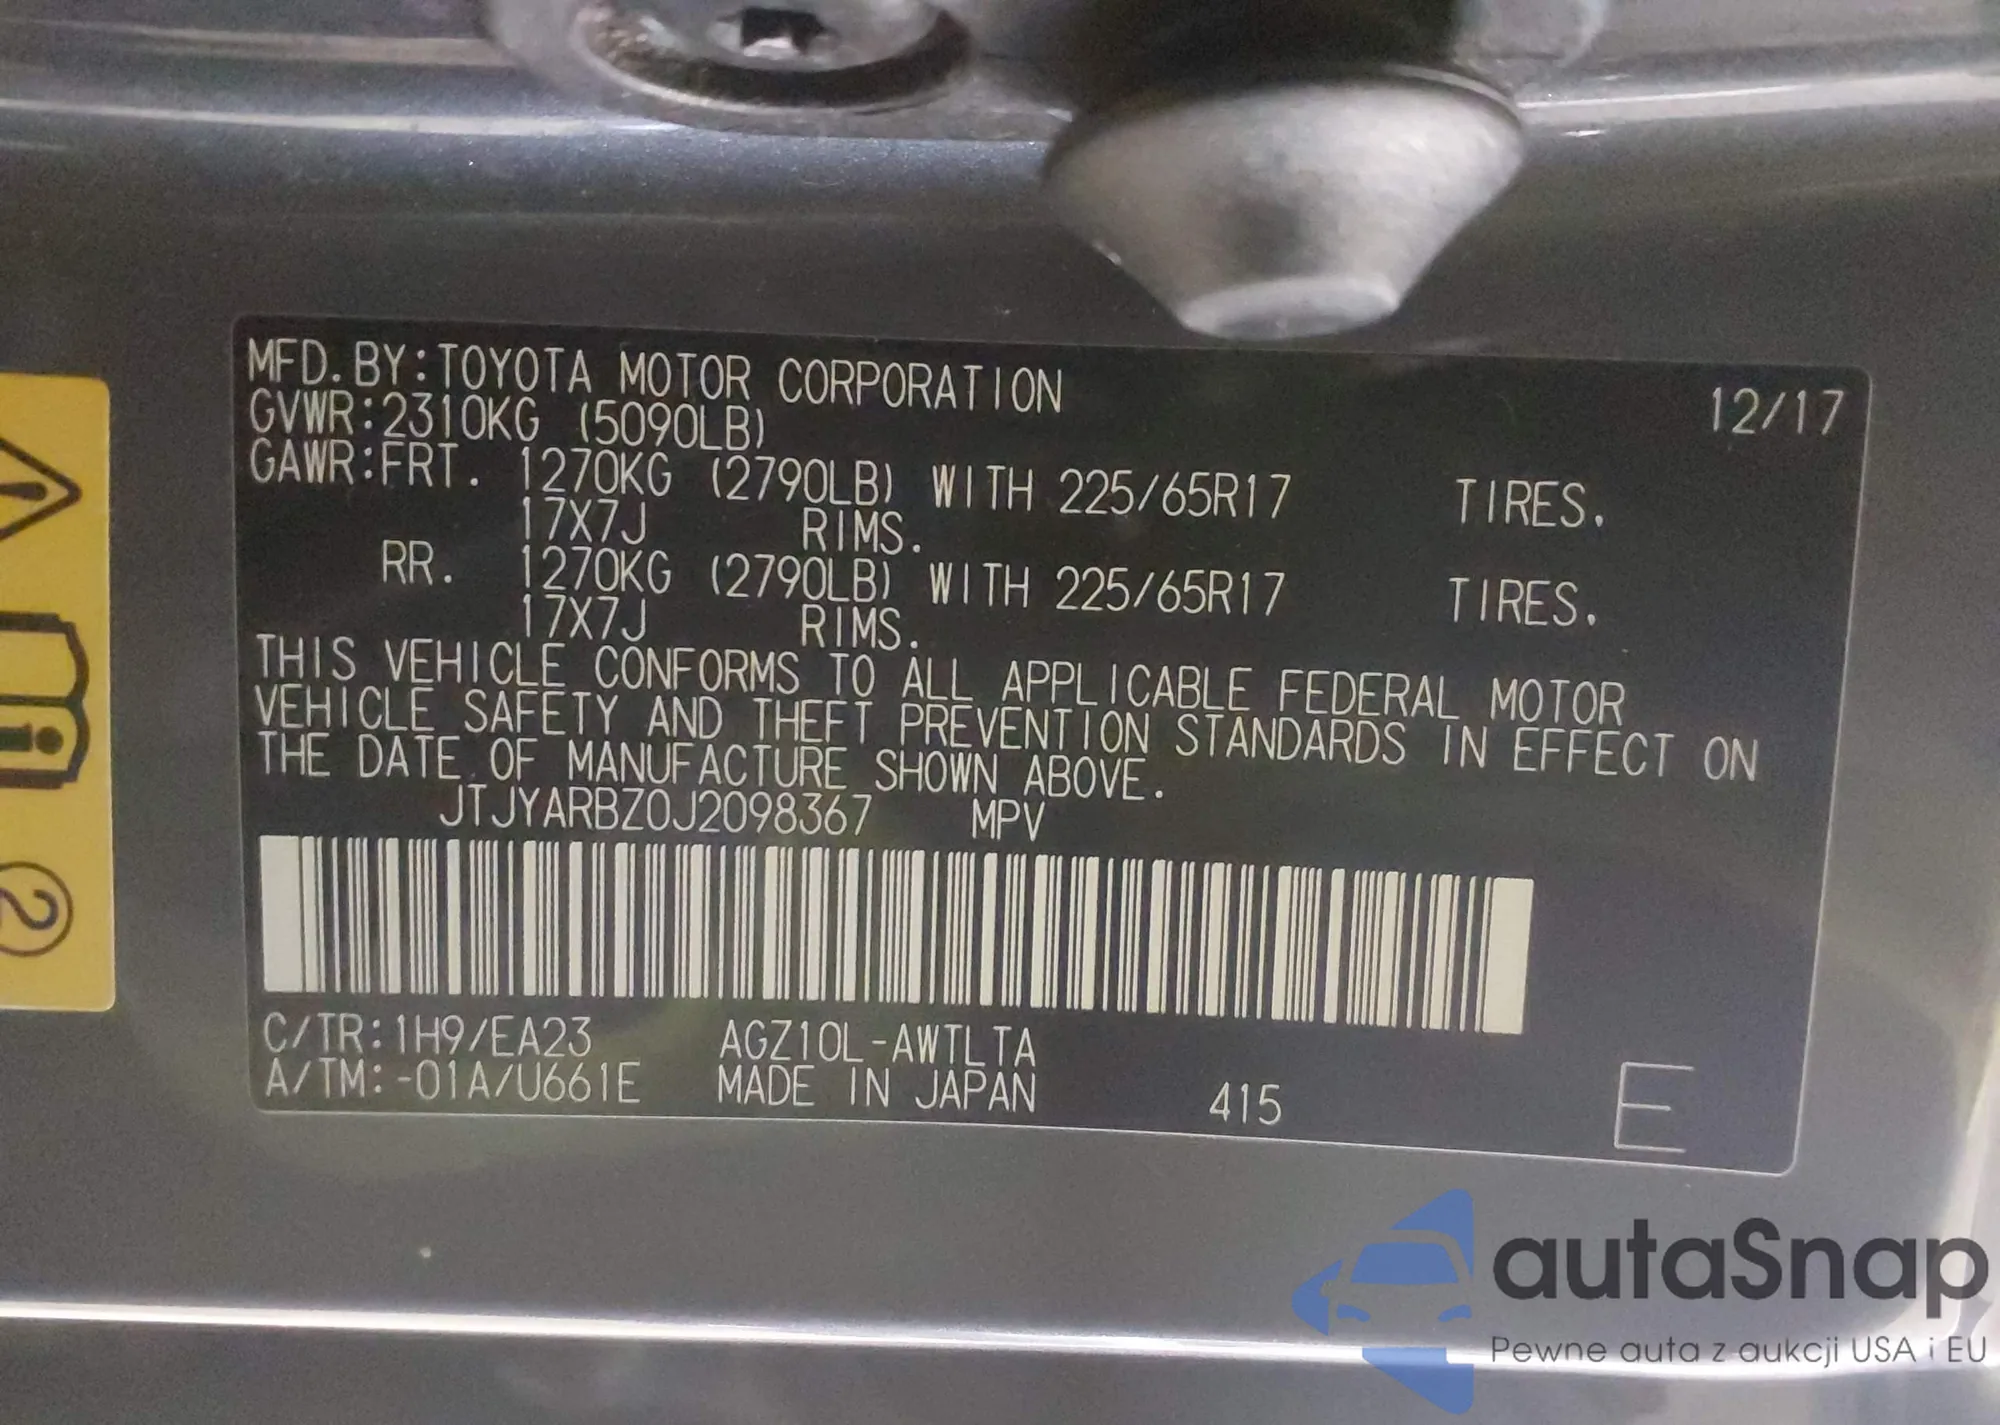 MFD.BY:TOYOTA MOTOR CORPORATION 12/17
GVWR:2310KG (5090LB)
GAWR:FRT. 1270KG (2790LB) WITH 225/65R17 TIRES.
17X7J RIMS.
RR. 1270KG (2790LB) WITH 225/65R17 TIRES.
17X7J RIMS.
THIS VEHICLE CONFORMS TO ALL APPLICABLE FEDERAL MOTOR
VEHICLE SAFETY AND THEFT PREVENTION STANDARDS IN EFFECT ON
THE DATE OF MANUFACTURE SHOWN ABOVE.
JTJYARBZ0J2098367 MPV
C/TR:1H9/EA23 AGZ10L-AWTLTA
A/TM:-01A/U661E MADE IN JAPAN 415 E
2
autaSnap
Pewne auta z aukcji USA i EU